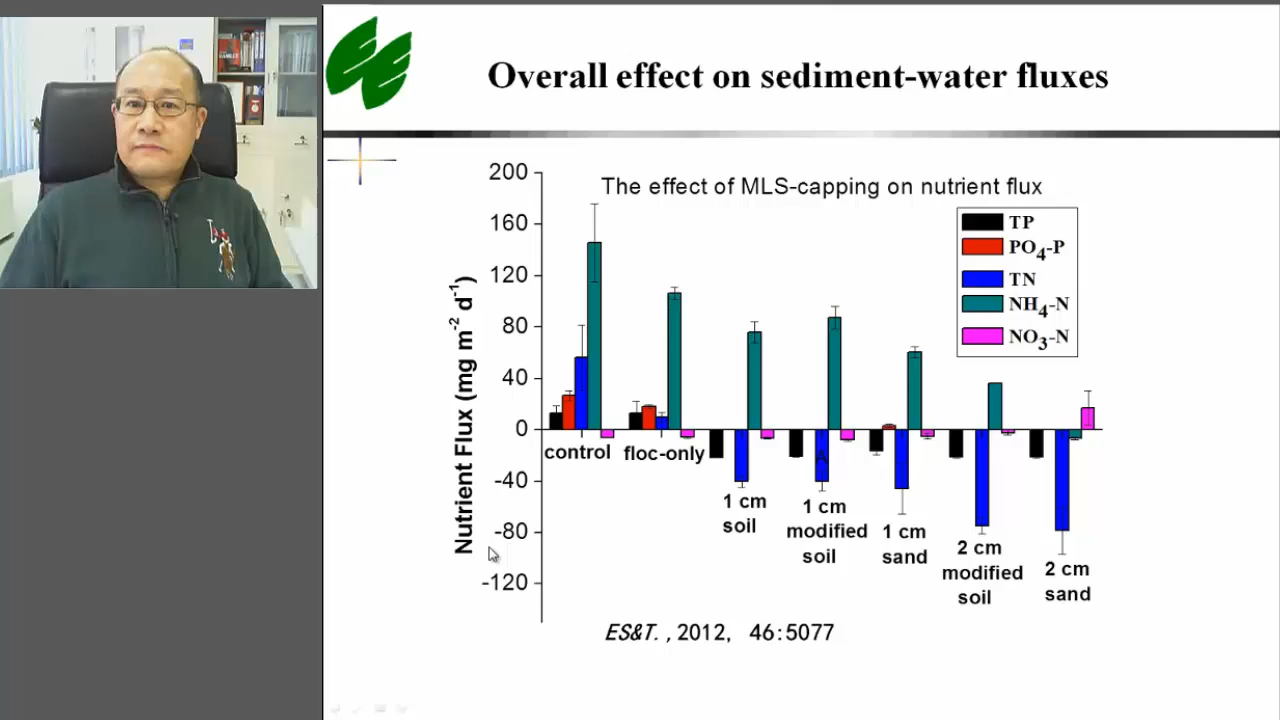 Overall effect on sediment-water fluxes
The effect of MLS-capping on nutrient flux
Nutrient Flux (mg m⁻² d⁻¹)
200
160
120
80
40
0
-40
-80
-120
TP
PO₄-P
TN
NH₄-N
NO₃-N
control
floc-only
1 cm
soil
1 cm
modified
soil
1 cm
sand
2 cm
modified
soil
2 cm
sand
A
ES&T., 2012, 46:5077